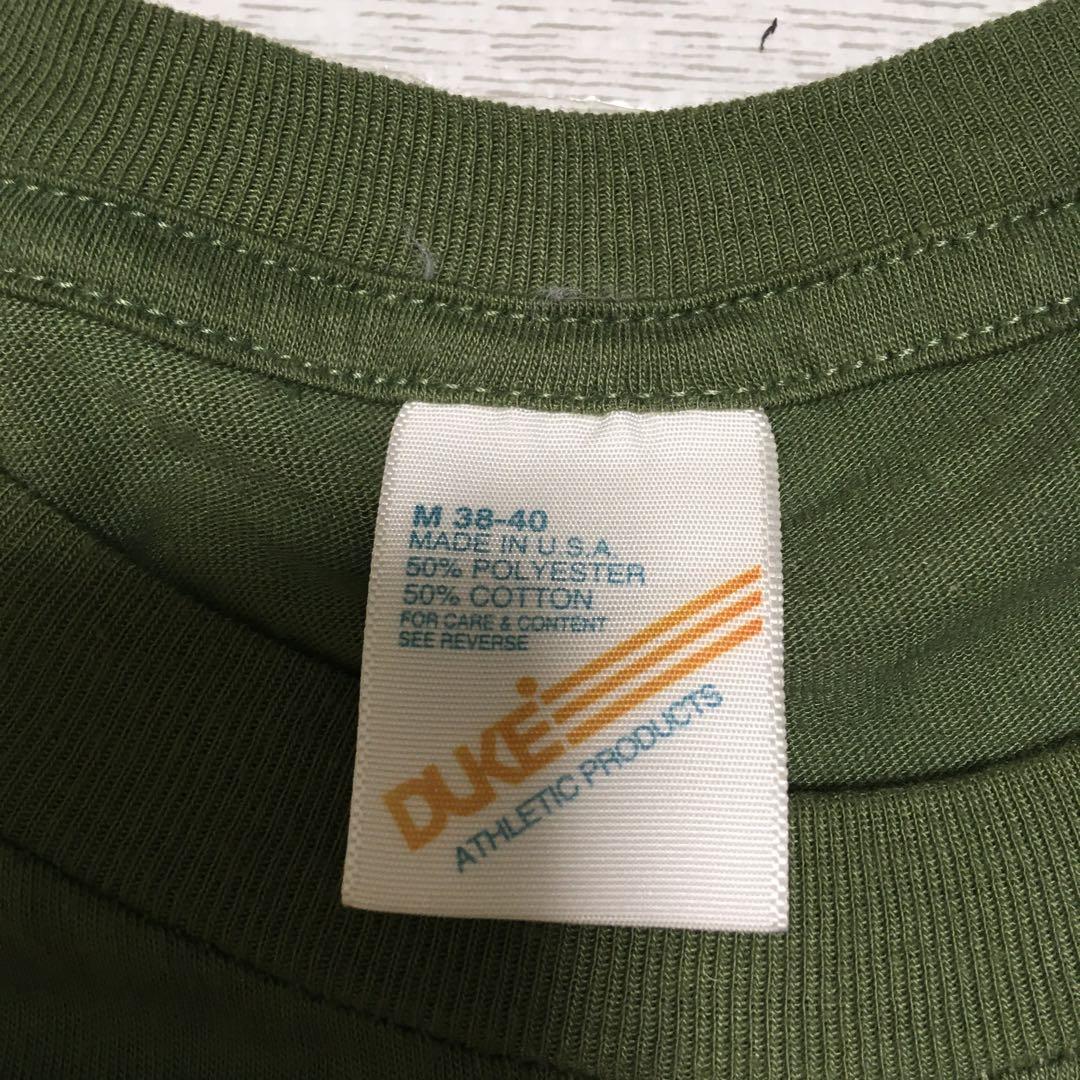 M 38-40
MADE IN U.S.A.
50% POLYESTER
50% COTTON
FOR CARE & CONTENT
SEE REVERSE
DUKE
ATHLETIC PRODUCTS